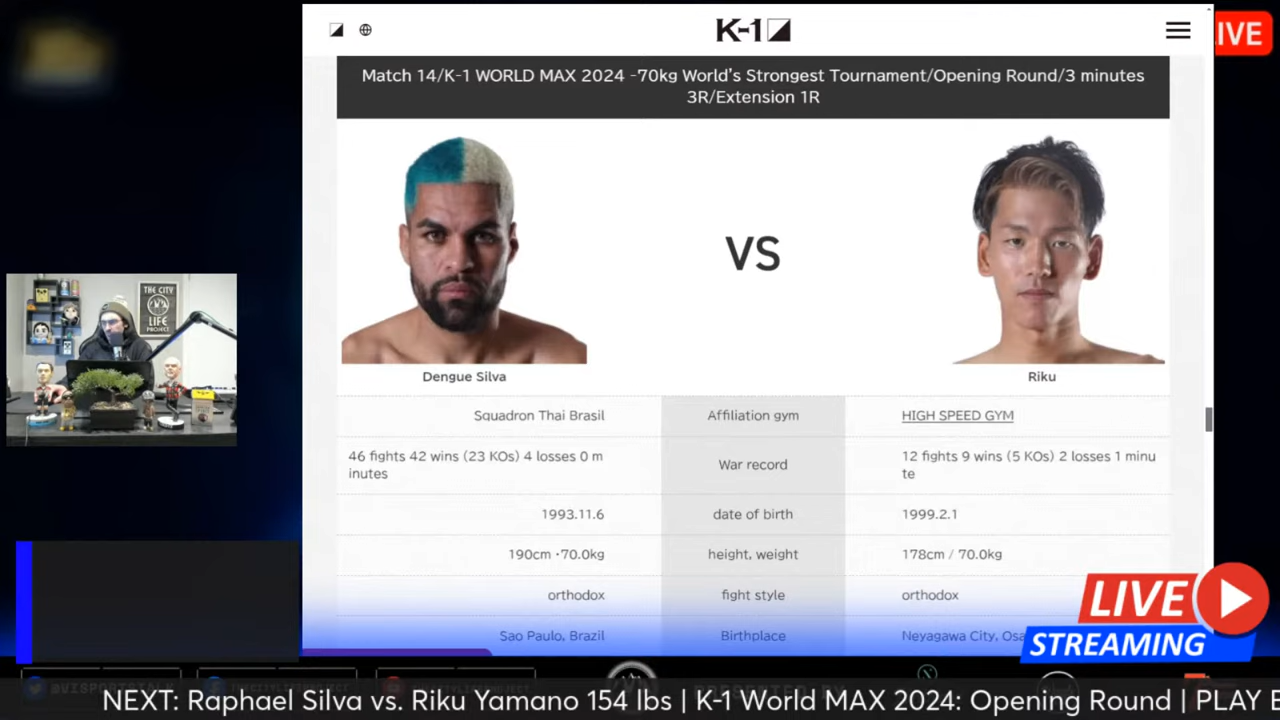 K-1
LIVE
Match 14/K-1 WORLD MAX 2024 -70kg World's Strongest Tournament/Opening Round/3 minutes
3R/Extension 1R
VS
Dengue Silva
Riku
Squadron Thai Brasil
Affiliation gym
HIGH SPEED GYM
46 fights 42 wins (23 KOs) 4 losses 0 m
inutes
War record
12 fights 9 wins (5 KOs) 2 losses 1 minu
te
1993.11.6
date of birth
1999.2.1
190cm ･70.0kg
height, weight
178cm / 70.0kg
orthodox
fight style
orthodox
Sao Paulo, Brazil
Birthplace
Neyagawa City, Osa
THE CITY
LIFE
PROJECT
LIVE
STREAMING
NEXT: Raphael Silva vs. Riku Yamano 154 lbs | K-1 World MAX 2024: Opening Round | PLAY